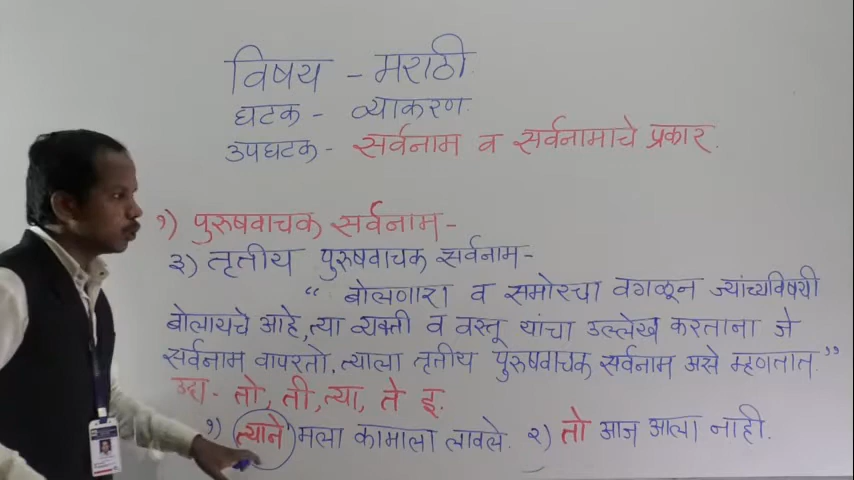 विषय - मराठी.
घटक - व्याकरण.
उपघटक - सर्वनाम व सर्वनामाचे प्रकार.
१) पुरुषवाचक सर्वनाम -
३) तृतीय पुरुषवाचक सर्वनाम -
“ बोलणारा व समोरचा वगळून ज्यांच्याविषयी
बोलायचे आहे, त्या व्यक्ती व वस्तू यांचा उल्लेख करताना जे
सर्वनाम वापरतो, त्याला तृतीय पुरुषवाचक सर्वनाम असे म्हणतात. ”
उदा - तो, ती, त्या, ते इ.
१) त्याने मला कामाला लावले. २) तो आज आला नाही.